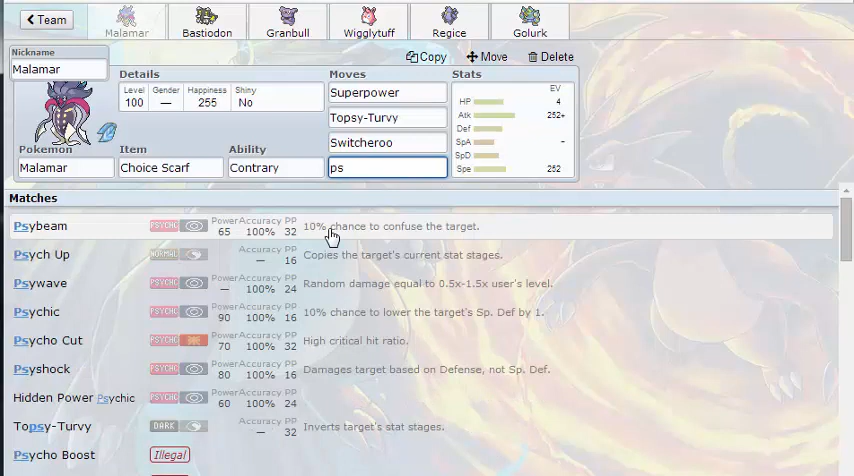 Team
Malamar
Bastiodon
Granbull
Wigglytuff
Regice
Golurk
Copy Move Delete
Nickname
Malamar
Details
Level Gender Happiness Shiny
100 — 255 No
Moves
Superpower
Topsy-Turvy
Switcheroo
ps
Stats
EV
HP 4
Atk 252+
Def
SpA -
SpD
Spe 252
Pokemon
Malamar
Item
Choice Scarf
Ability
Contrary
Matches
Psybeam PSYCHC Power 65 Accuracy 100% PP 32 10% chance to confuse the target.
Psych Up NORMAL Accuracy — PP 16 Copies the target's current stat stages.
Psywave PSYCHC Power — Accuracy 100% PP 24 Random damage equal to 0.5x-1.5x user's level.
Psychic PSYCHC Power 90 Accuracy 100% PP 16 10% chance to lower the target's Sp. Def by 1.
Psycho Cut PSYCHC Power 70 Accuracy 100% PP 32 High critical hit ratio.
Psyshock PSYCHC Power 80 Accuracy 100% PP 16 Damages target based on Defense, not Sp. Def.
Hidden Power Psychic PSYCHC Power 60 Accuracy 100% PP 24
Topsy-Turvy DARK Accuracy — PP 32 Inverts target's stat stages.
Psycho Boost Illegal